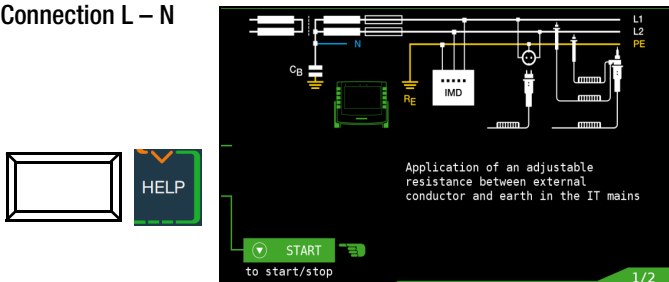 Connection L – N
L1
L2
N
PE
CB
RE
IMD
HELP
Application of an adjustable
resistance between external
conductor and earth in the IT mains
START
to start/stop
1/2